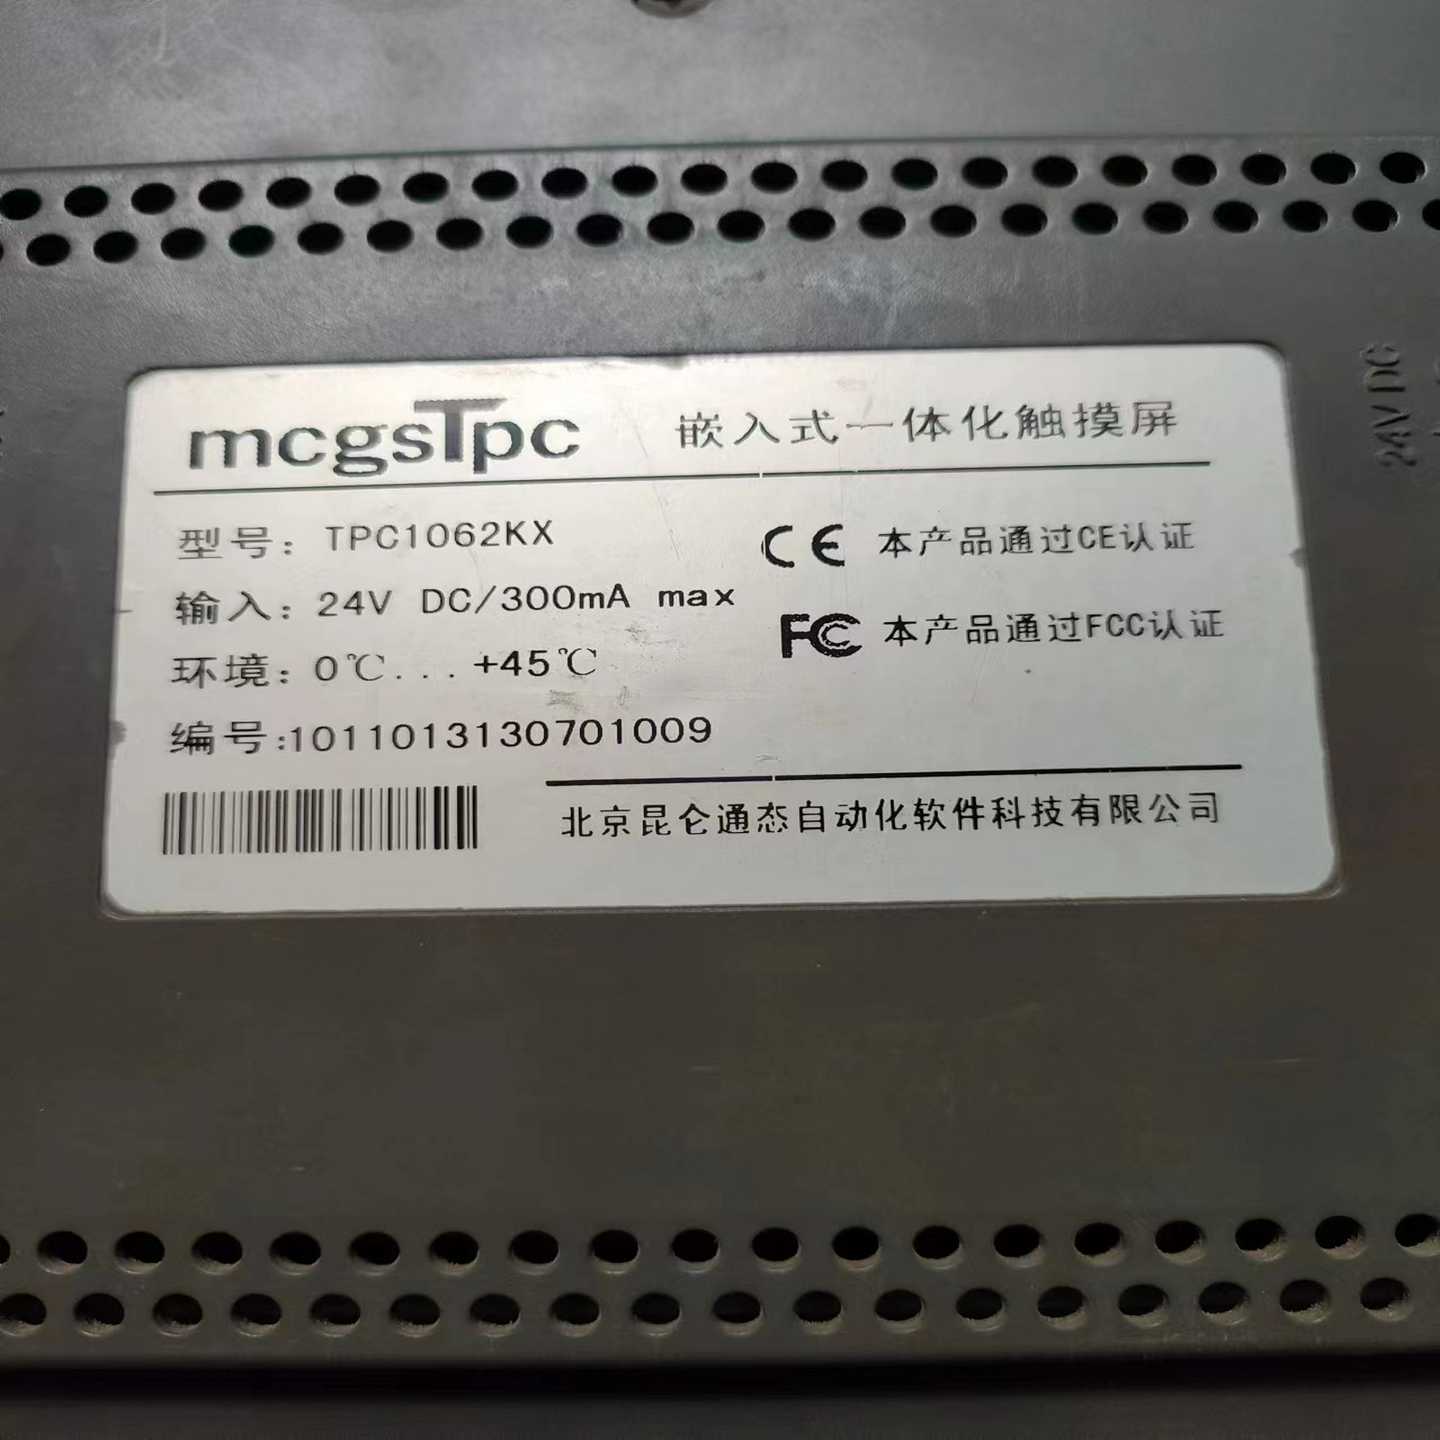 mcgsTpc 嵌入式一体化触摸屏
型号: TPC1062KX
CE 本产品通过CE认证
输入: 24V DC/300mA max
FC 本产品通过FCC认证
环境: 0℃... +45℃
编号:1011013130701009
北京昆仑通态自动化软件科技有限公司
24V DC